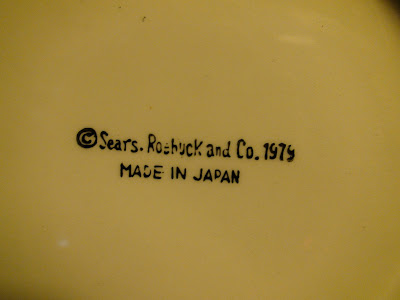 ©Sears. Roebuck and Co. 1979
MADE IN JAPAN